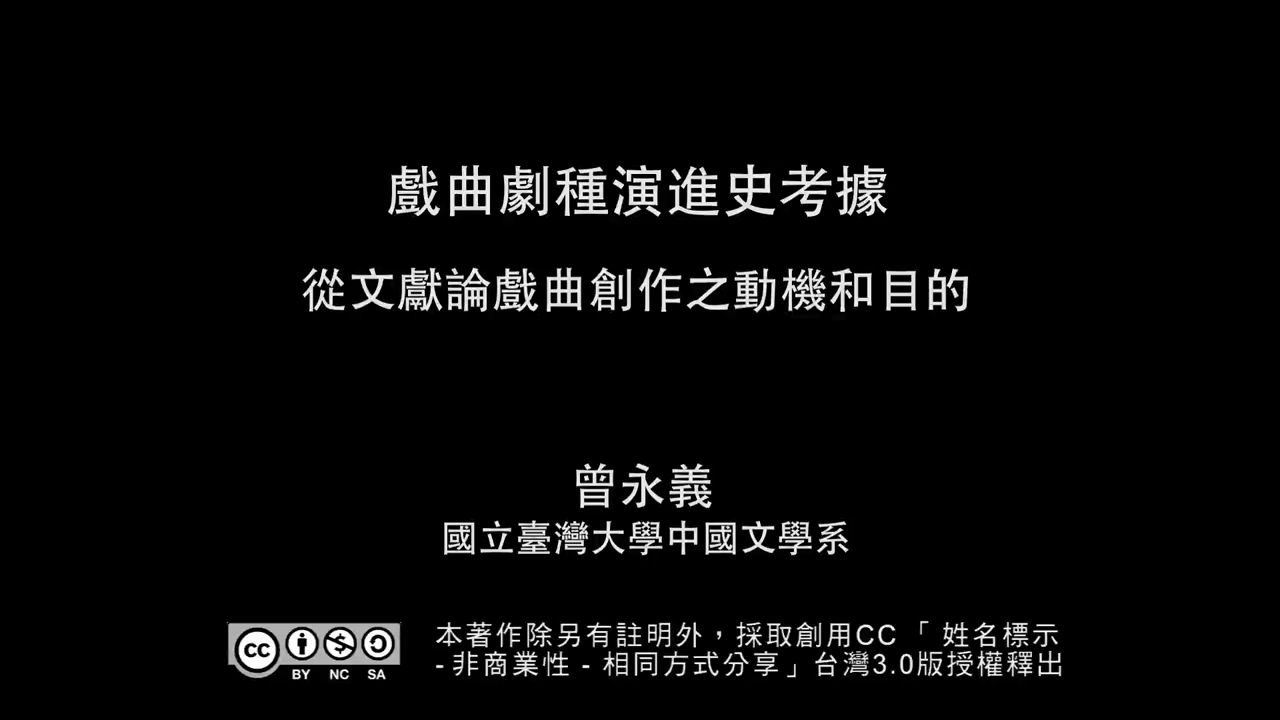 戲曲劇種演進史考據
從文獻論戲曲創作之動機和目的
曾永義
國立臺灣大學中國文學系
cc BY NC SA
本著作除另有註明外，採取創用CC「姓名標示
- 非商業性 - 相同方式分享」台灣3.0版授權釋出